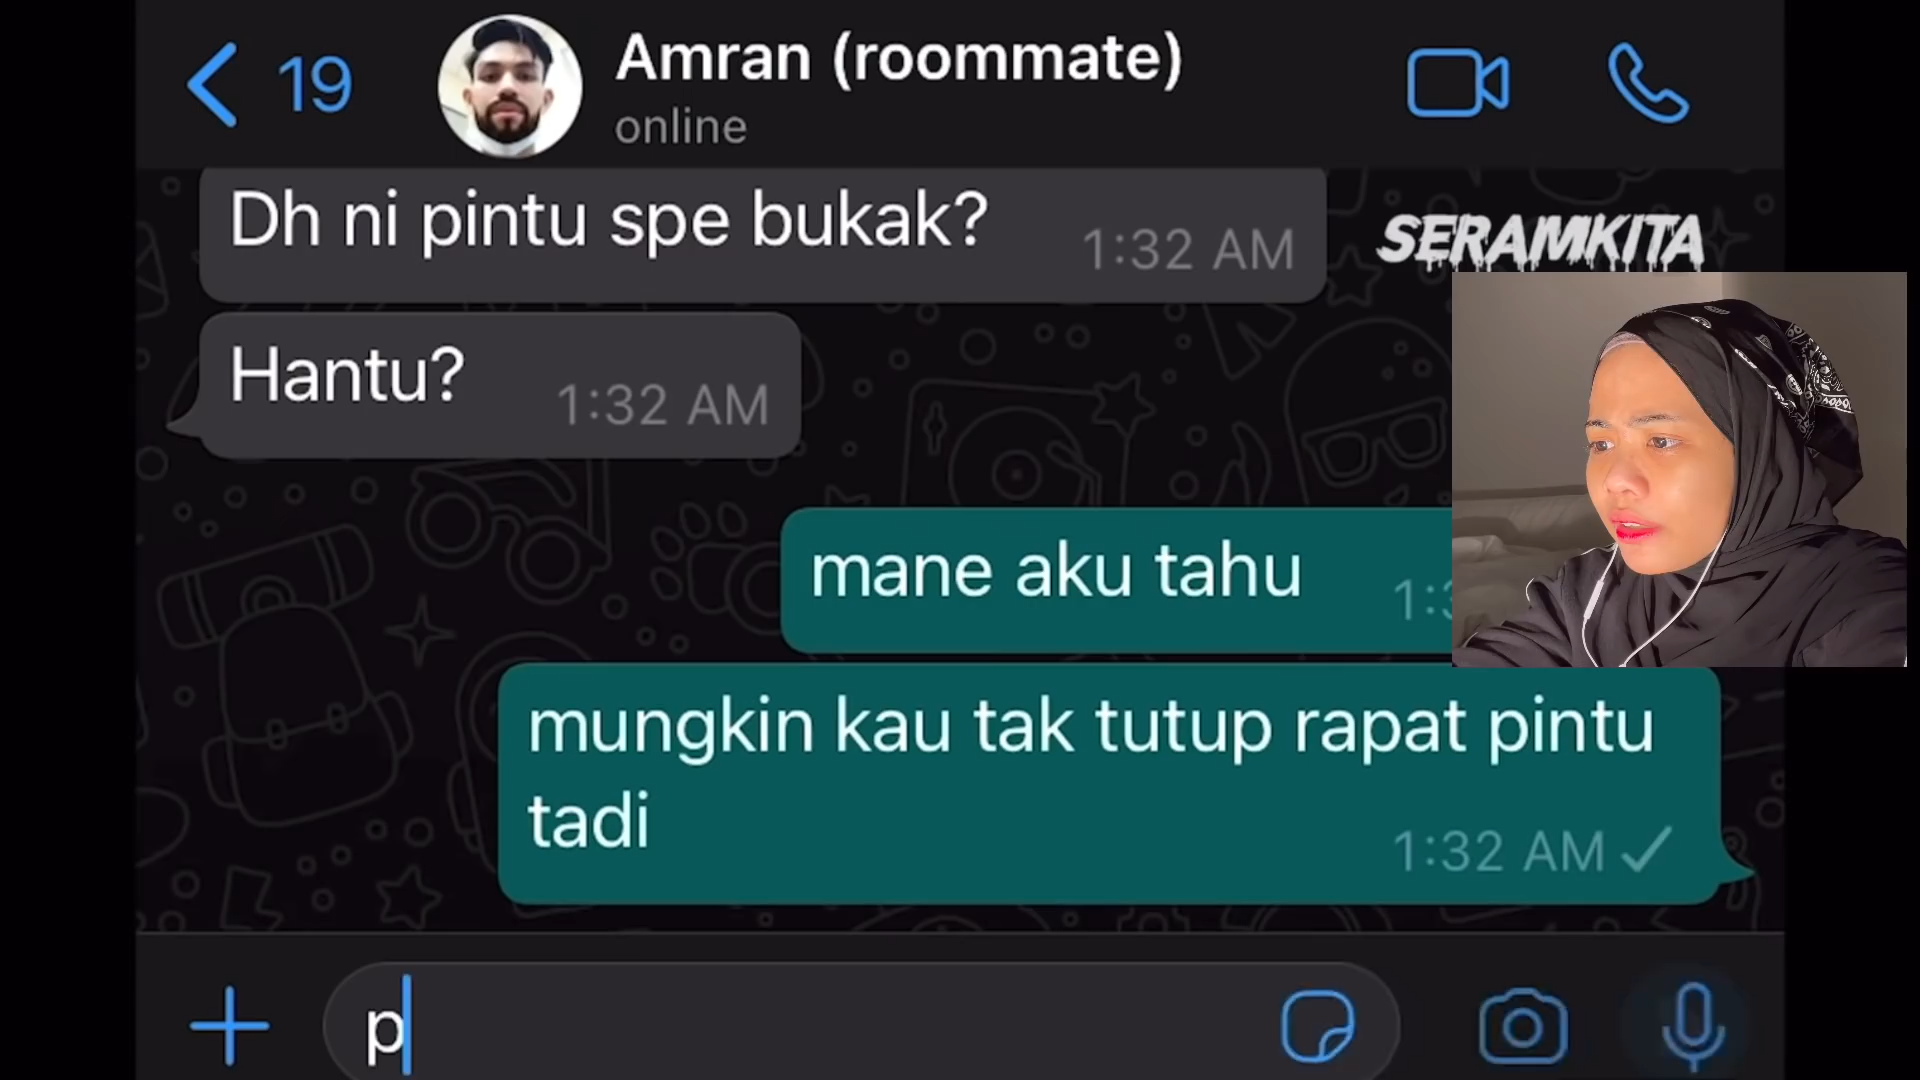 19
Amran (roommate)
online
Dh ni pintu spe bukak?
1:32 AM
SERAMKITA
Hantu?
1:32 AM
mane aku tahu
mungkin kau tak tutup rapat pintu
tadi
1:32 AM
p